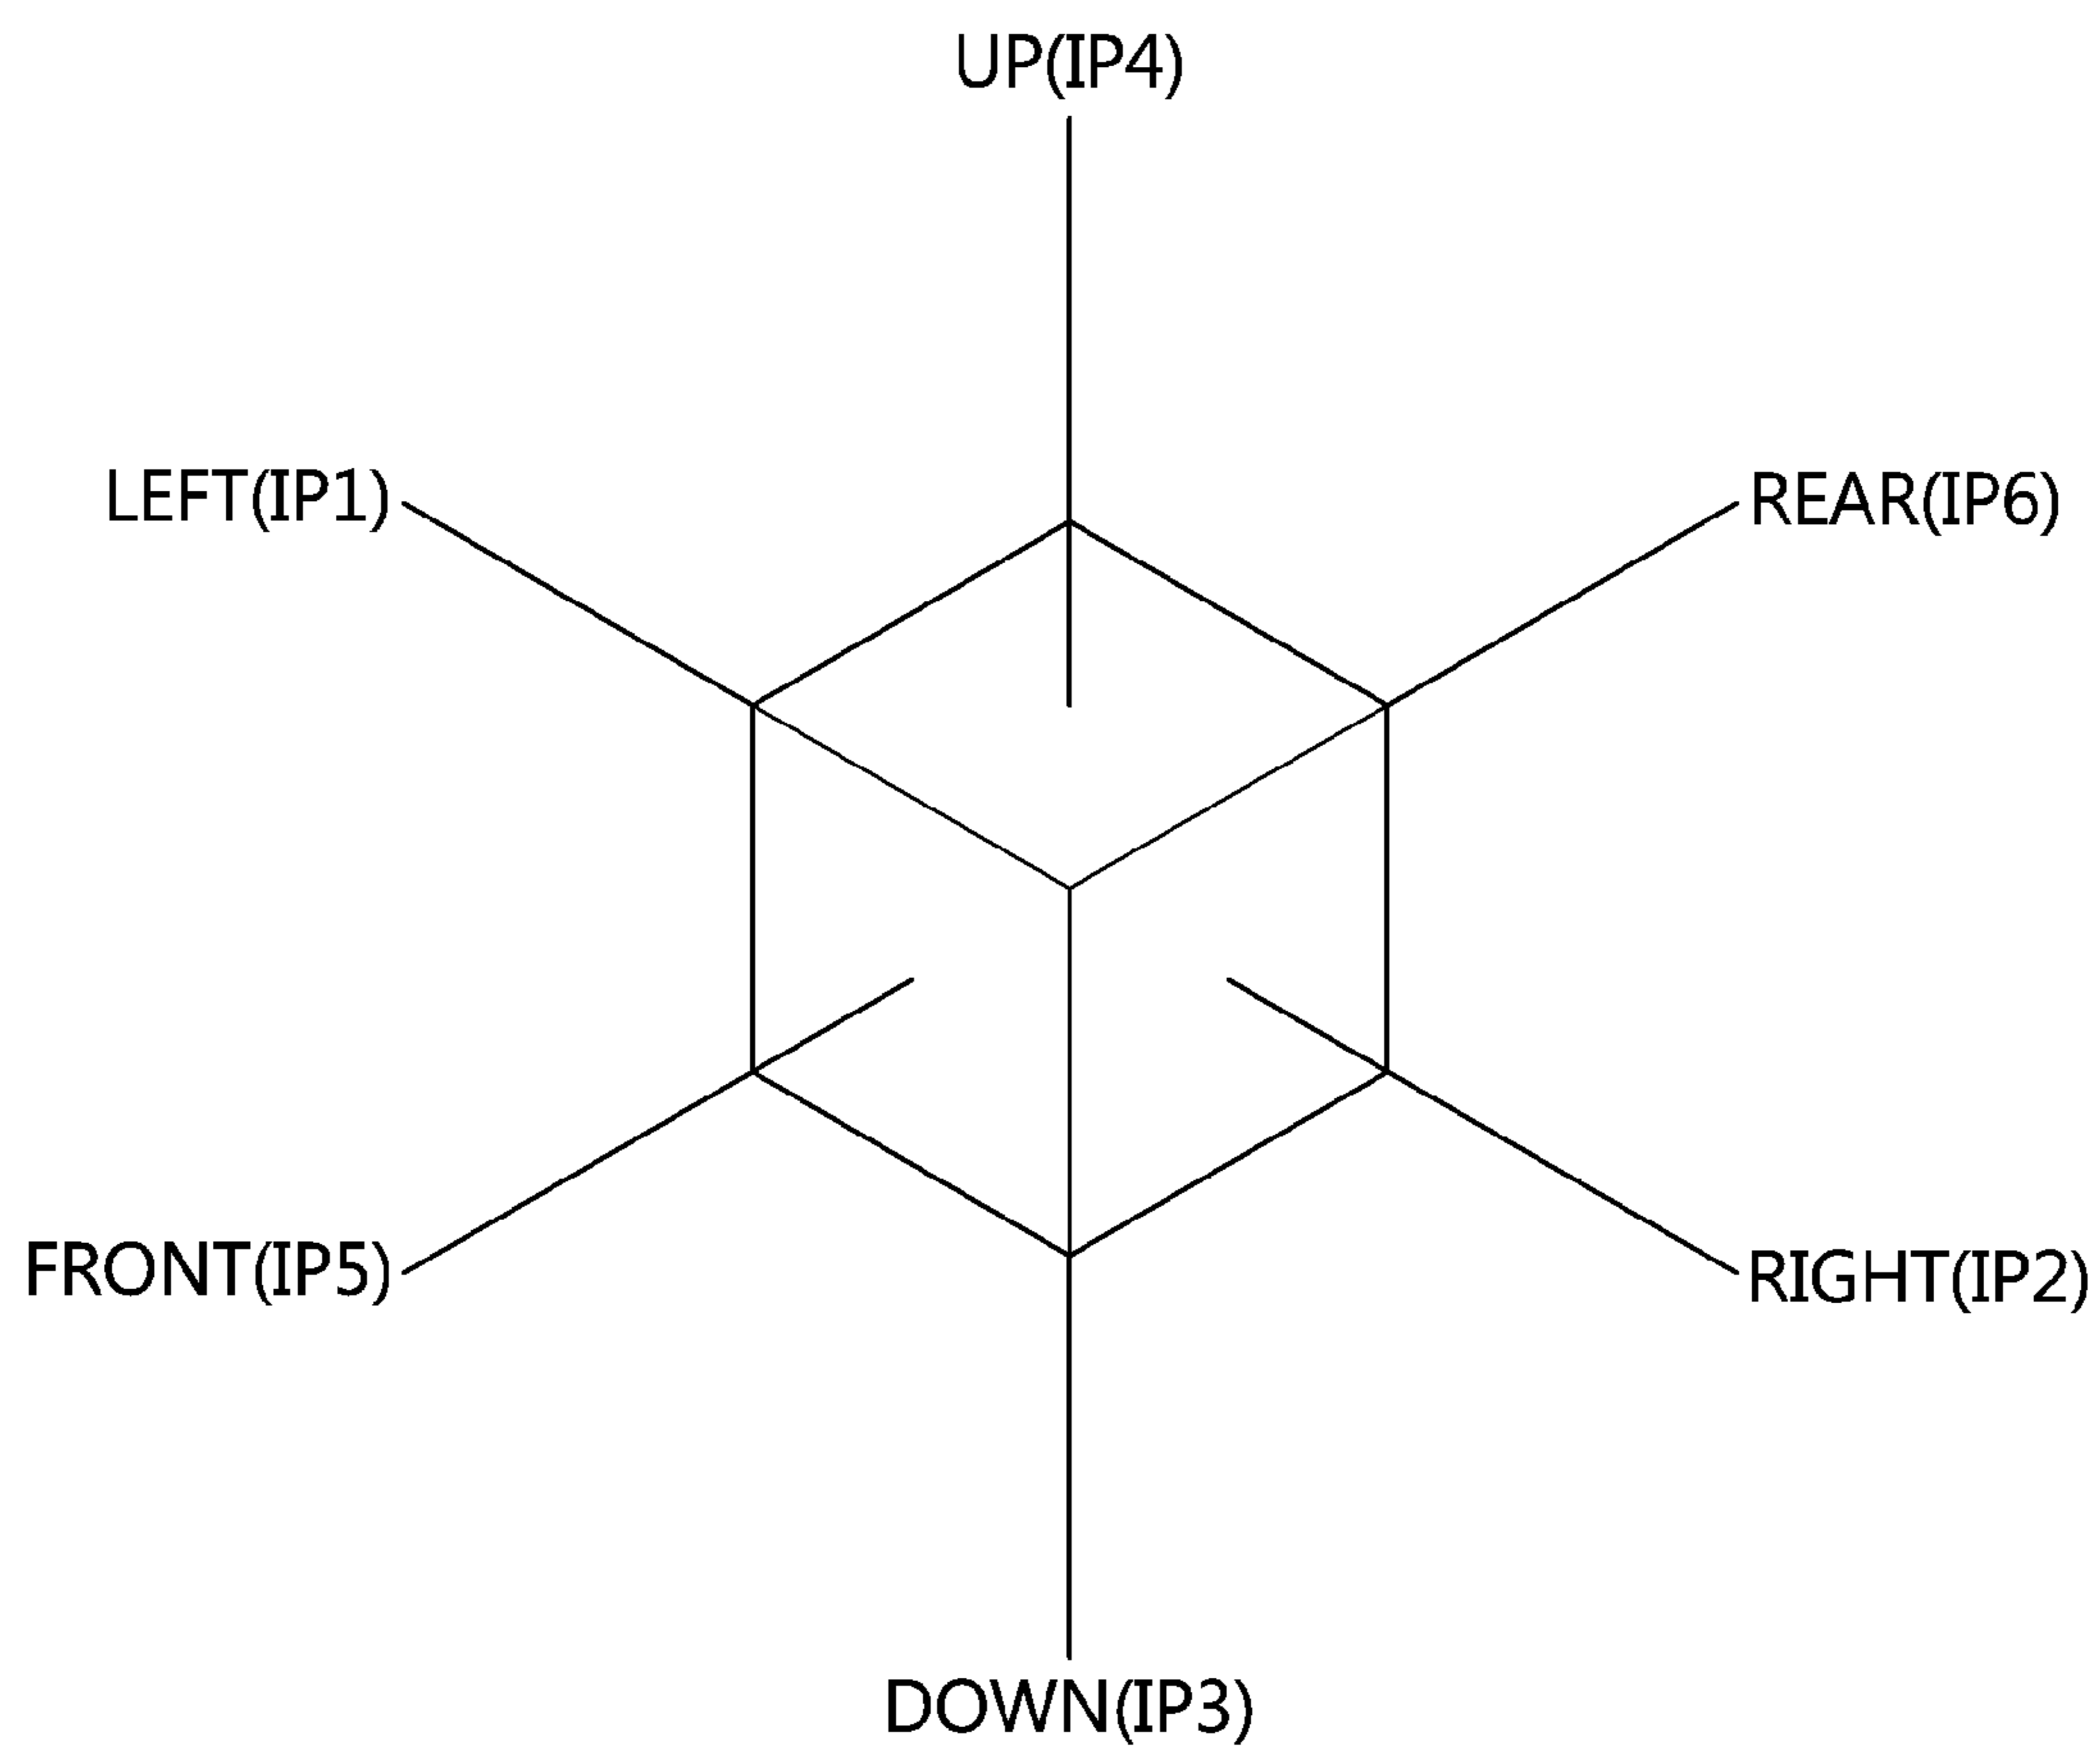 UP(IP4)
LEFT(IP1)
REAR(IP6)
FRONT(IP5)
RIGHT(IP2)
DOWN(IP3)